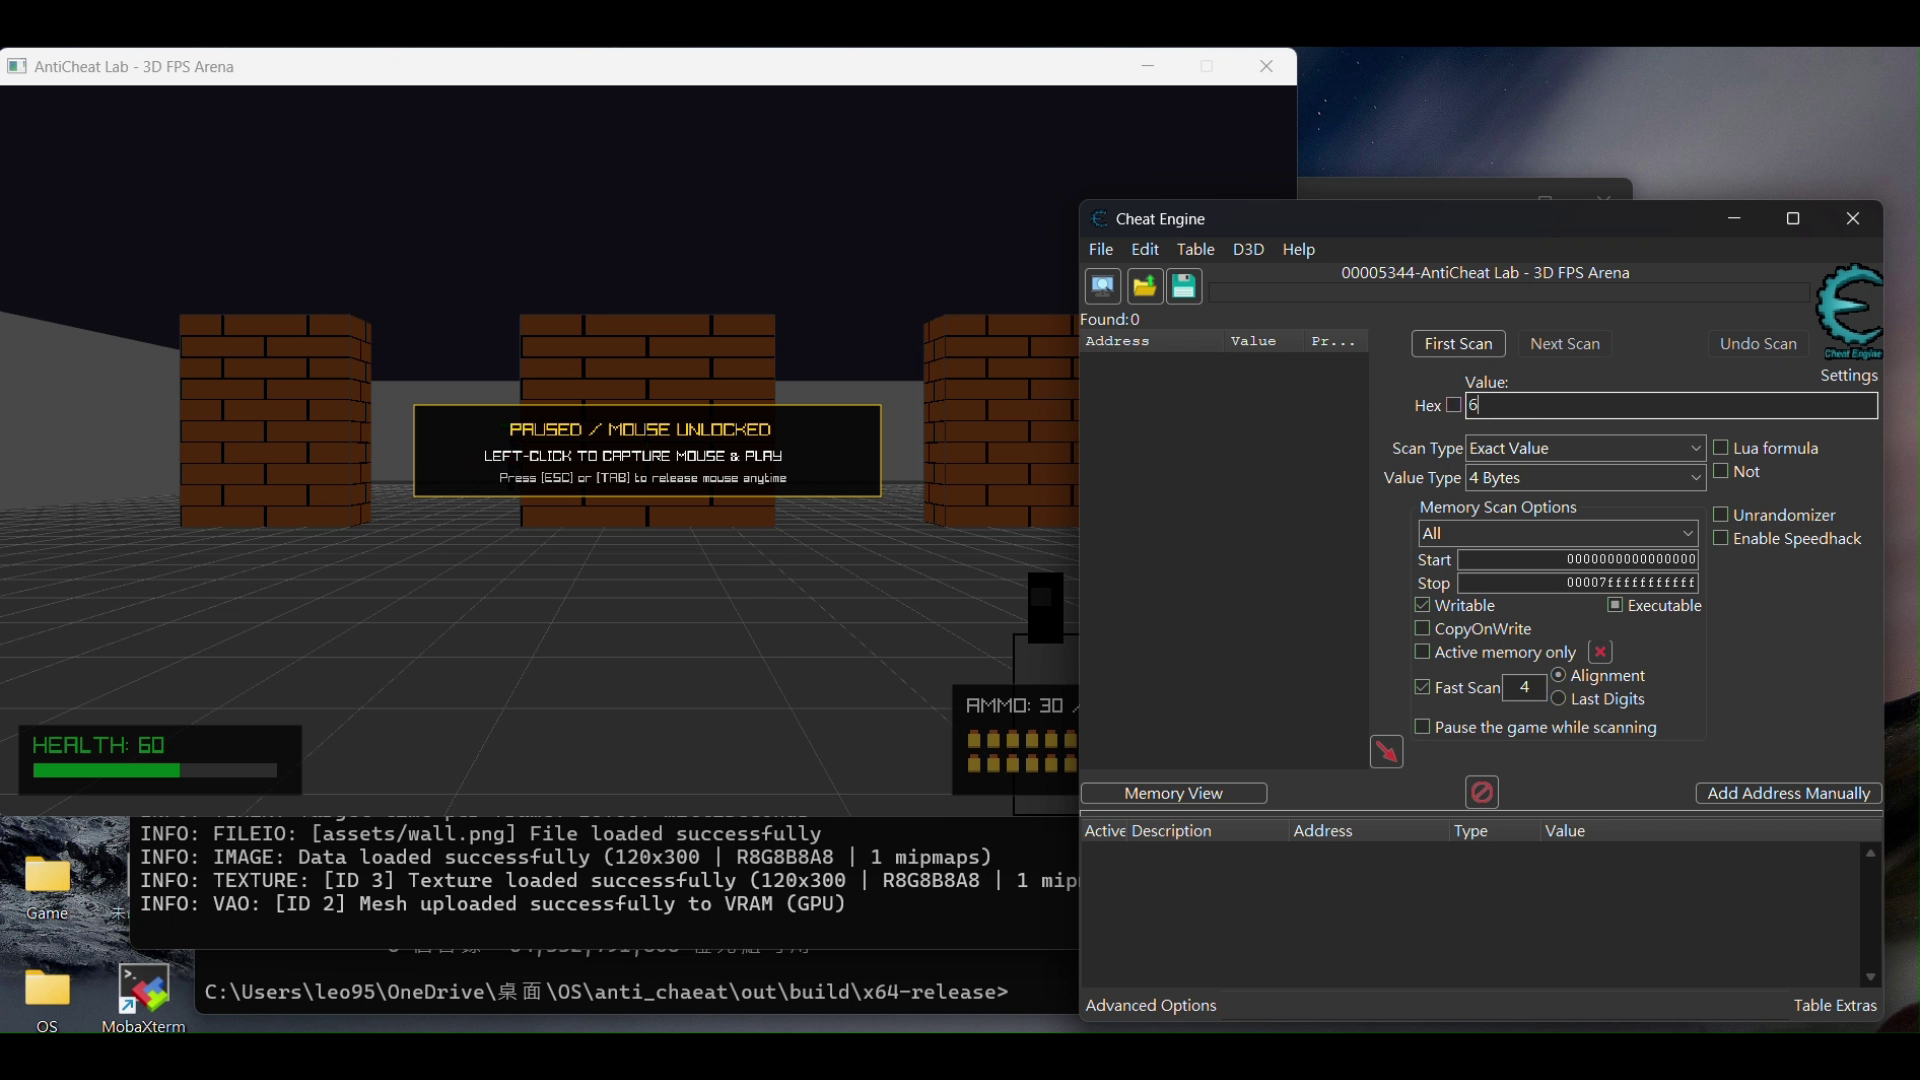 AntiCheat Lab - 3D FPS Arena
PAUSED / MOUSE UNLOCKED
LEFT-CLICK TO CAPTURE MOUSE & PLAY
Press [ESC] or [TAB] to release mouse anytime
AMMO: 30 /
HEALTH: 60
INFO: FILEIO: [assets/wall.png] File loaded successfully
INFO: IMAGE: Data loaded successfully (120x300 | R8G8B8A8 | 1 mipmaps)
INFO: TEXTURE: [ID 3] Texture loaded successfully (120x300 | R8G8B8A8 | 1 mip
INFO: VAO: [ID 2] Mesh uploaded successfully to VRAM (GPU)
C:\Users\leo95\OneDrive\桌面\OS\anti_chaeat\out\build\x64-release>
Game
OS
MobaXterm
Cheat Engine
File Edit Table D3D Help
00005344-AntiCheat Lab - 3D FPS Arena
Cheat Engine
Settings
Found:0
Address Value Pr...
First Scan Next Scan Undo Scan
Value:
Hex 6
Scan Type Exact Value Lua formula
Not
Value Type 4 Bytes
Memory Scan Options
All
Unrandomizer
Enable Speedhack
Start 0000000000000000
Stop 00007fffffffffff
Writable Executable
CopyOnWrite
Active memory only
Fast Scan 4 Alignment
Last Digits
Pause the game while scanning
Memory View Add Address Manually
Active Description Address Type Value
Advanced Options Table Extras